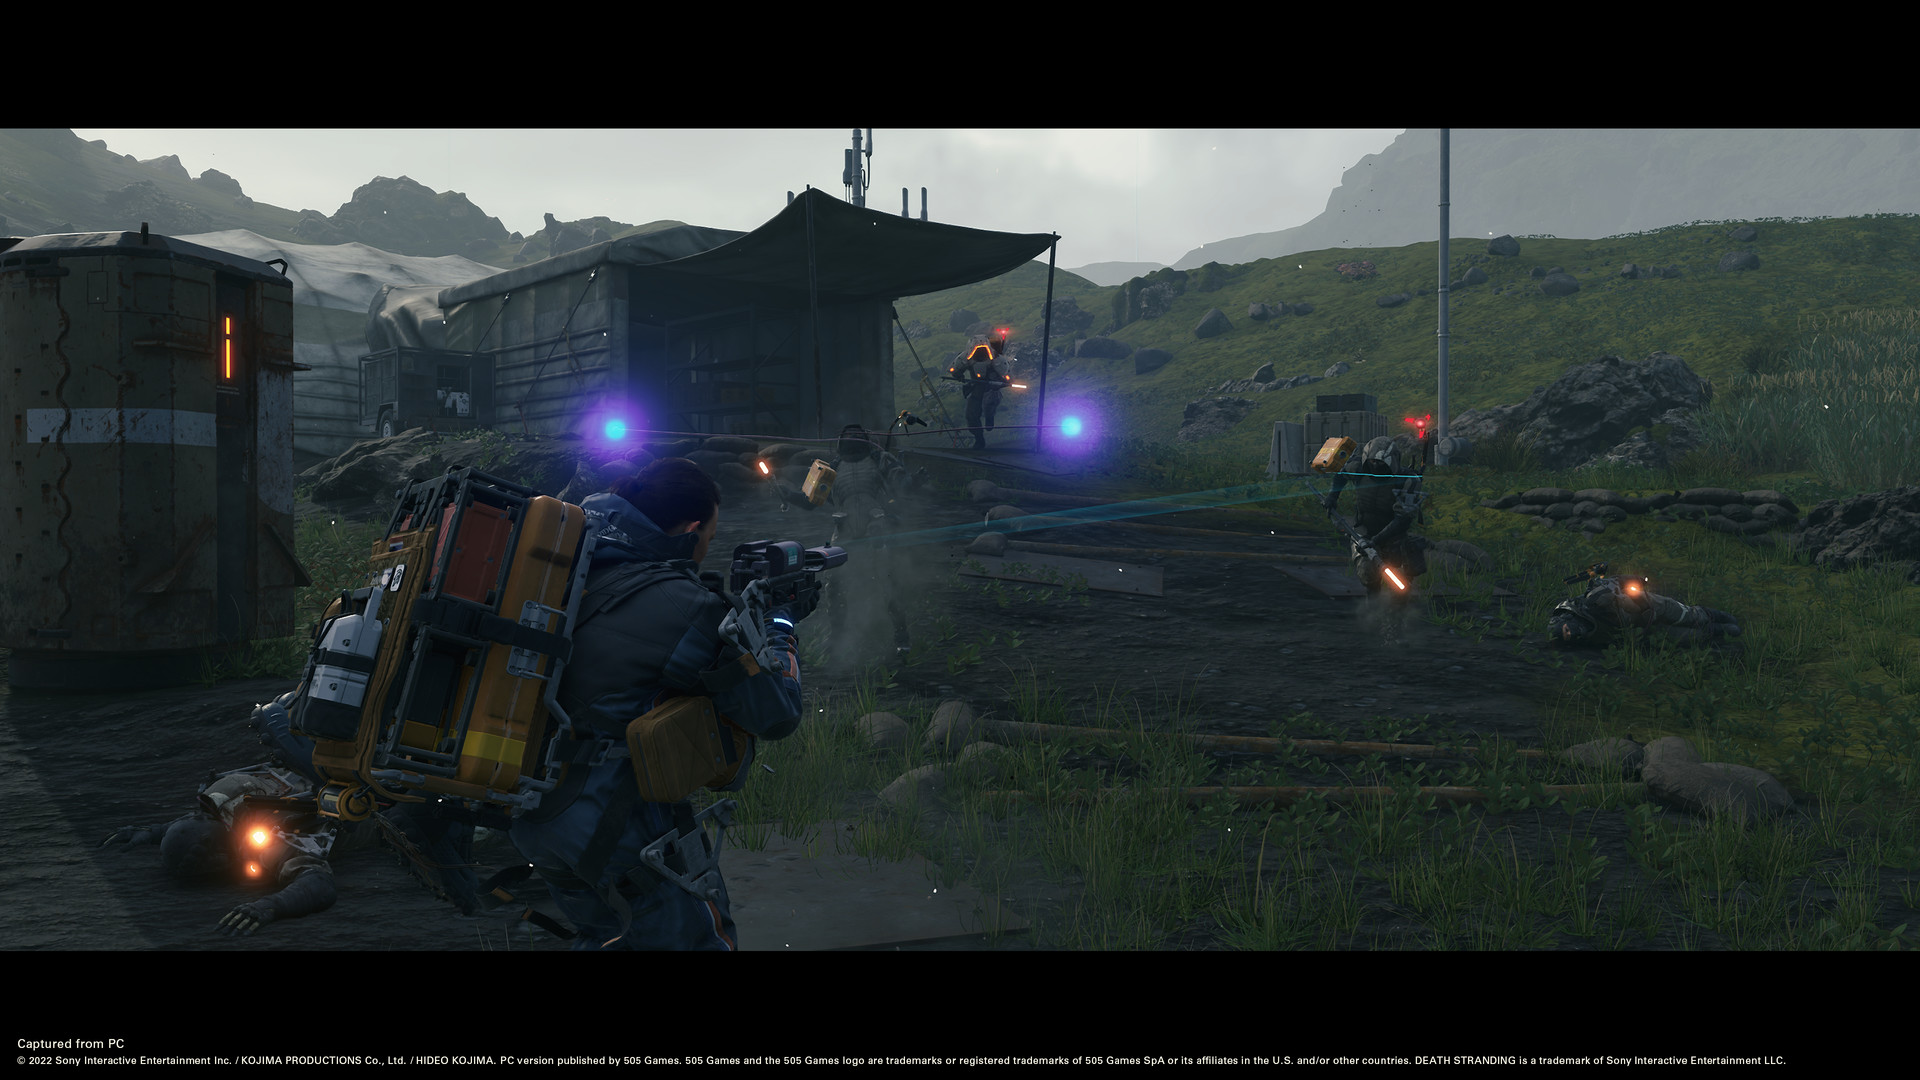 Captured from PC
© 2022 Sony Interactive Entertainment Inc. / KOJIMA PRODUCTIONS Co., Ltd. / HIDEO KOJIMA. PC version published by 505 Games. 505 Games and the 505 Games logo are trademarks or registered trademarks of 505 Games SpA or its affiliates in the U.S. and/or other countries. DEATH STRANDING is a trademark of Sony Interactive Entertainment LLC.